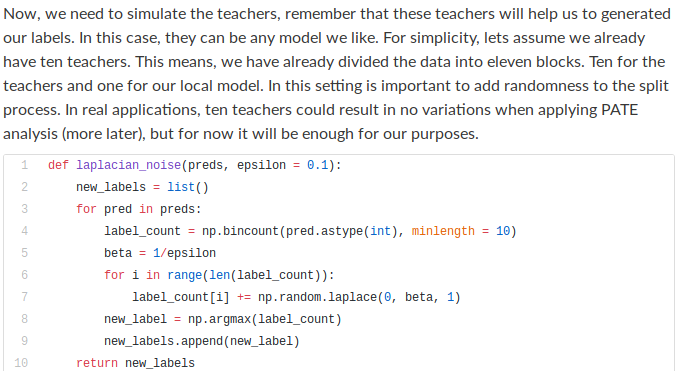 Now, we need to simulate the teachers, remember that these teachers will help us to generated
our labels. In this case, they can be any model we like. For simplicity, lets assume we already
have ten teachers. This means, we have already divided the data into eleven blocks. Ten for the
teachers and one for our local model. In this setting is important to add randomness to the split
process. In real applications, ten teachers could result in no variations when applying PATE
analysis (more later), but for now it will be enough for our purposes.
1 def laplacian_noise(preds, epsilon = 0.1):
2     new_labels = list()
3     for pred in preds:
4         label_count = np.bincount(pred.astype(int), minlength = 10)
5         beta = 1/epsilon
6         for i in range(len(label_count)):
7             label_count[i] += np.random.laplace(0, beta, 1)
8         new_label = np.argmax(label_count)
9         new_labels.append(new_label)
10     return new_labels